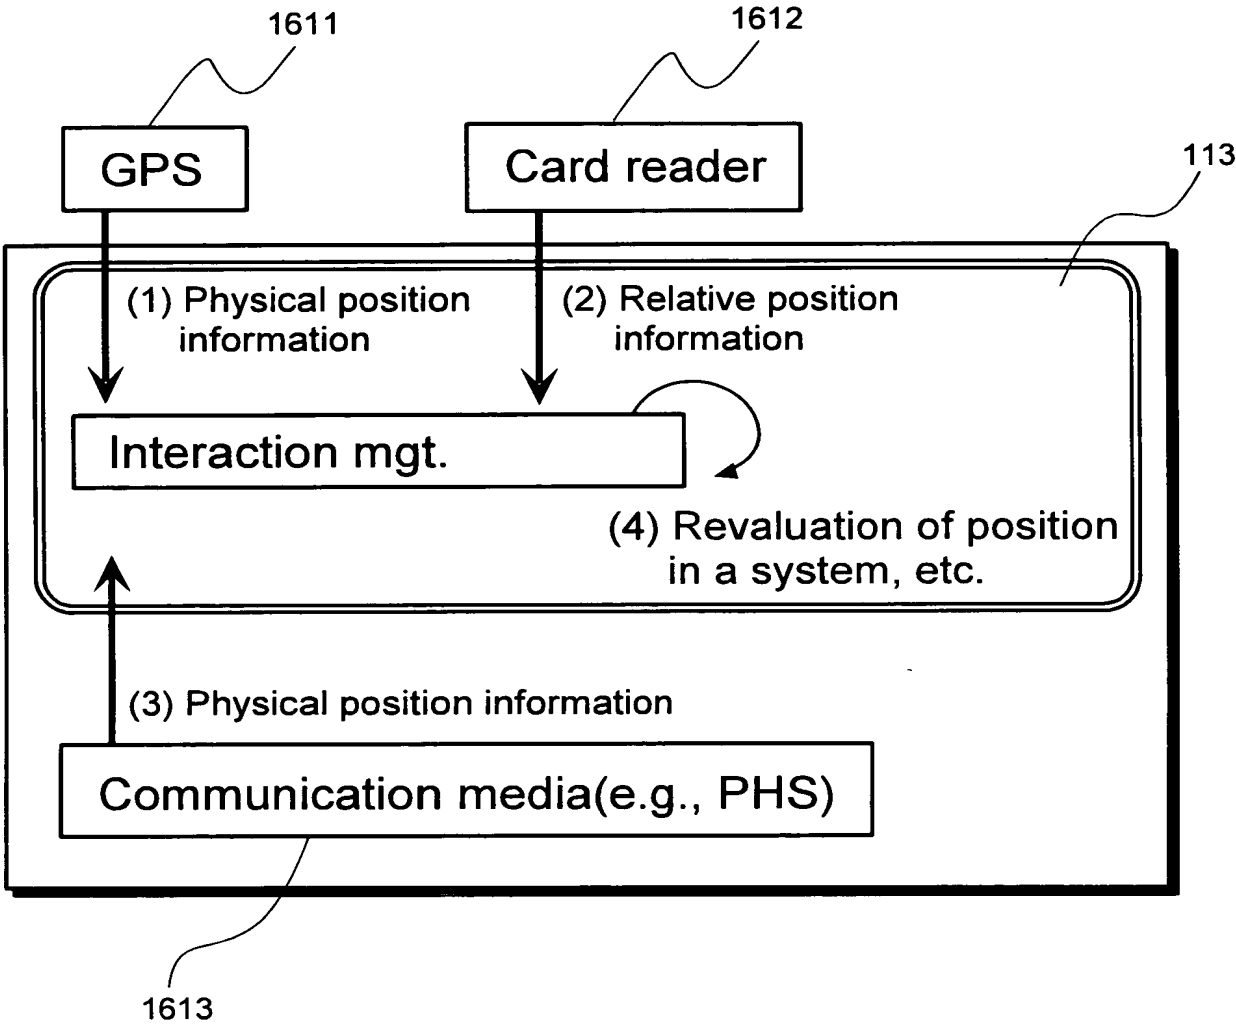 1611
1612
GPS
Card reader
113
(1) Physical position
information
(2) Relative position
information
Interaction mgt.
(4) Revaluation of position
in a system, etc.
(3) Physical position information
Communication media(e.g., PHS)
1613